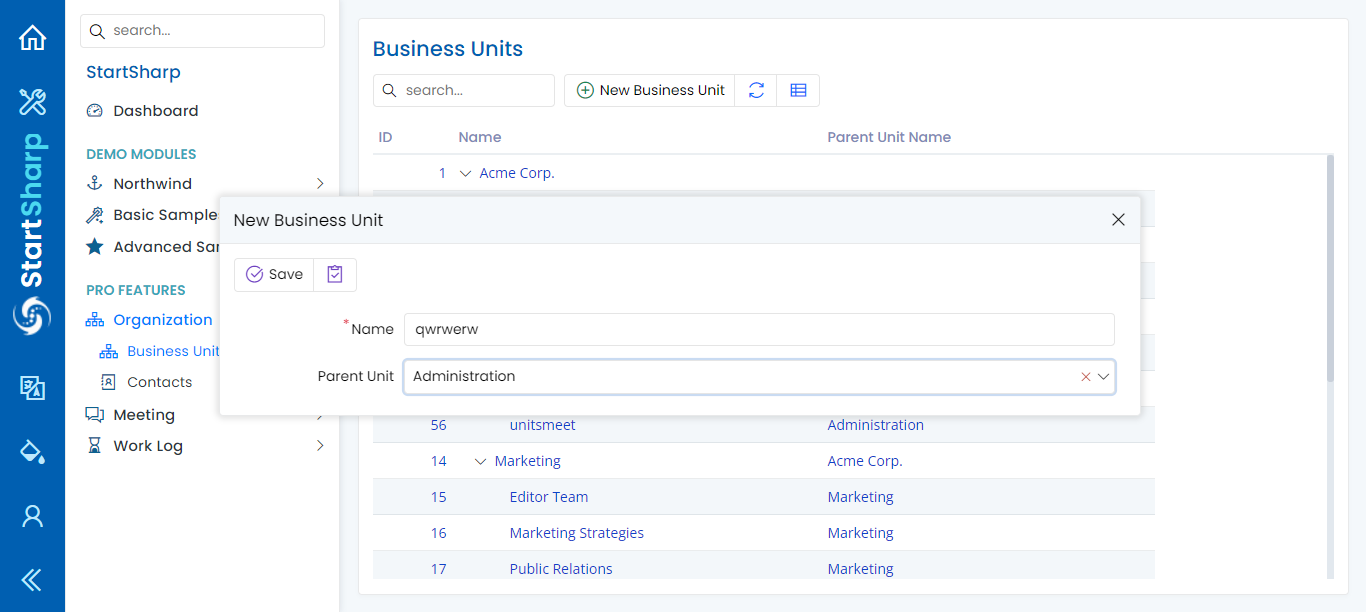 search...
StartSharp
Dashboard
DEMO MODULES
Northwind
Basic Sample
Advanced Sar
PRO FEATURES
Organization
Business Unit
Contacts
Meeting
Work Log
StartSharp
Business Units
search...
New Business Unit
ID Name Parent Unit Name
1 Acme Corp.
New Business Unit
Save
* Name qwrwerw
Parent Unit Administration
56 unitsmeet Administration
14 Marketing Acme Corp.
15 Editor Team Marketing
16 Marketing Strategies Marketing
17 Public Relations Marketing